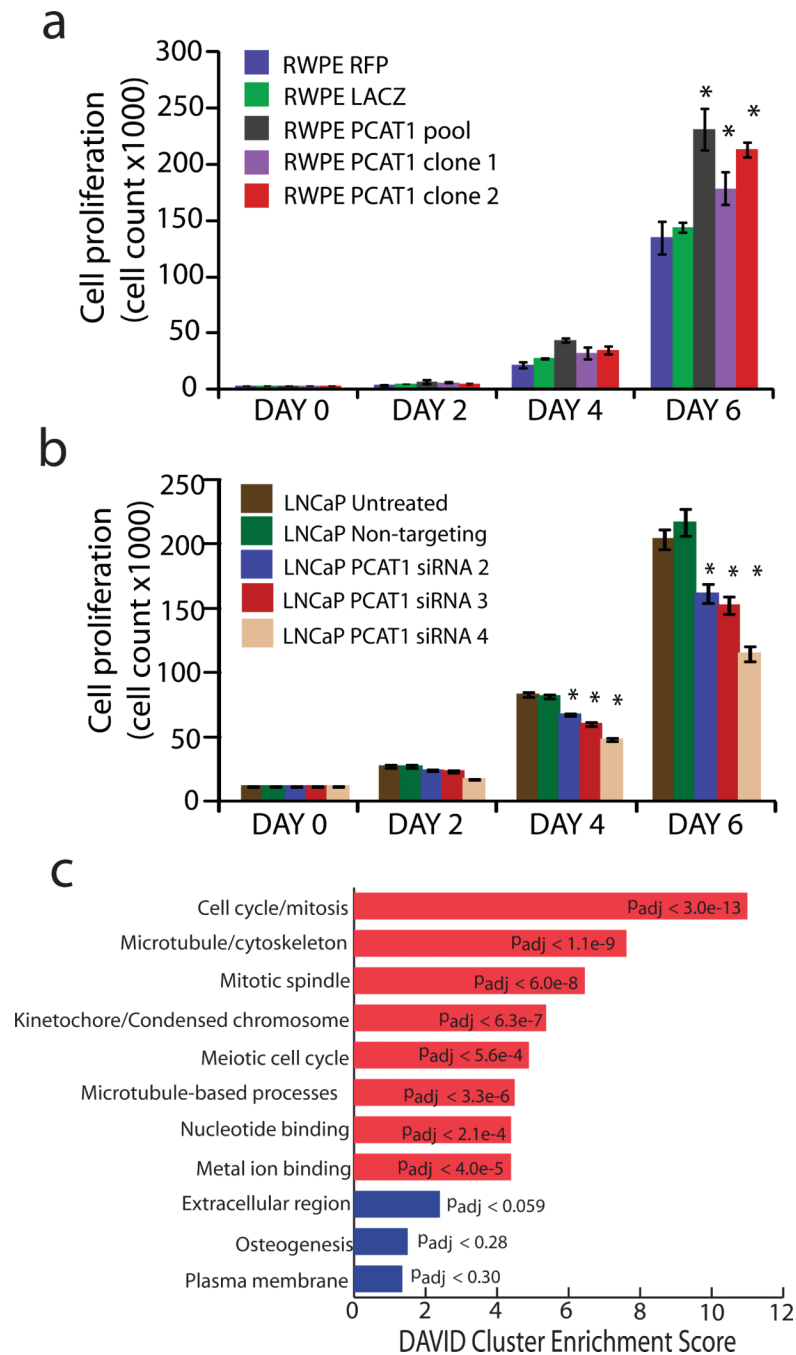 a
Cell proliferation
(cell count x1000)
300
250
200
150
100
50
0
RWPE RFP
RWPE LACZ
RWPE PCAT1 pool
RWPE PCAT1 clone 1
RWPE PCAT1 clone 2
* * *
DAY 0 DAY 2 DAY 4 DAY 6
b
Cell proliferation
(cell count x1000)
250
200
150
100
50
0
LNCaP Untreated
LNCaP Non-targeting
LNCaP PCAT1 siRNA 2
LNCaP PCAT1 siRNA 3
LNCaP PCAT1 siRNA 4
* * *
* * *
DAY 0 DAY 2 DAY 4 DAY 6
c
Cell cycle/mitosis padj < 3.0e-13
Microtubule/cytoskeleton padj < 1.1e-9
Mitotic spindle padj < 6.0e-8
Kinetochore/Condensed chromosome padj < 6.3e-7
Meiotic cell cycle padj < 5.6e-4
Microtubule-based processes padj < 3.3e-6
Nucleotide binding padj < 2.1e-4
Metal ion binding padj < 4.0e-5
Extracellular region padj < 0.059
Osteogenesis padj < 0.28
Plasma membrane padj < 0.30
0 2 4 6 8 10 12
DAVID Cluster Enrichment Score